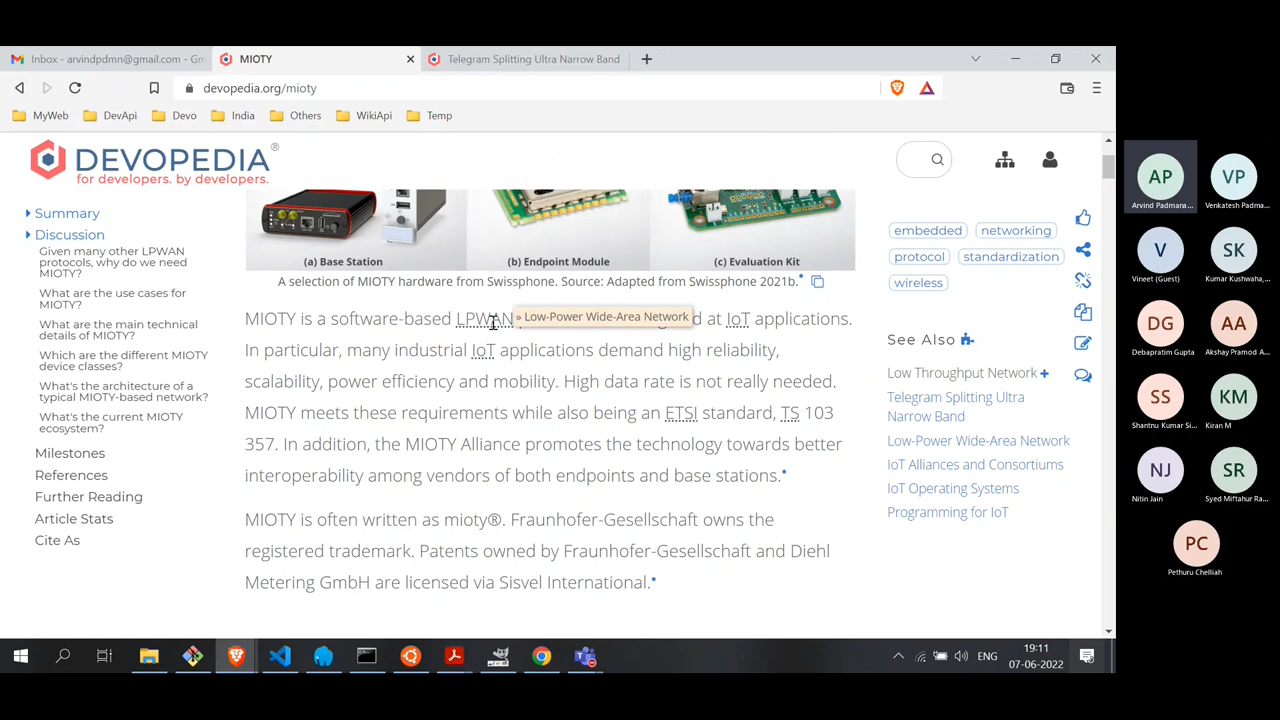 Inbox - arvindpdmn@gmail.com - Gm
MIOTY
Telegram Splitting Ultra Narrow Band
devopedia.org/mioty
MyWeb
DevApi
Devo
India
Others
WikiApi
Temp
DEVOPEDIA®
for developers. by developers.
Summary
Discussion
Given many other LPWAN
protocols, why do we need
MIOTY?
What are the use cases for
MIOTY?
What are the main technical
details of MIOTY?
Which are the different MIOTY
device classes?
What's the architecture of a
typical MIOTY-based network?
What's the current MIOTY
ecosystem?
Milestones
References
Further Reading
Article Stats
Cite As
(a) Base Station
(b) Endpoint Module
(c) Evaluation Kit
A selection of MIOTY hardware from Swissphone. Source: Adapted from Swissphone 2021b.*
MIOTY is a software-based LPWAN » Low-Power Wide-Area Network d at IoT applications.
In particular, many industrial IoT applications demand high reliability,
scalability, power efficiency and mobility. High data rate is not really needed.
MIOTY meets these requirements while also being an ETSI standard, TS 103
357. In addition, the MIOTY Alliance promotes the technology towards better
interoperability among vendors of both endpoints and base stations.*
MIOTY is often written as mioty®. Fraunhofer-Gesellschaft owns the
registered trademark. Patents owned by Fraunhofer-Gesellschaft and Diehl
Metering GmbH are licensed via Sisvel International.*
embedded
networking
protocol
standardization
wireless
See Also
Low Throughput Network
Telegram Splitting Ultra
Narrow Band
Low-Power Wide-Area Network
IoT Alliances and Consortiums
IoT Operating Systems
Programming for IoT
ENG
19:11
07-06-2022
AP
Arvind Padmana...
VP
Venkatesh Padma...
V
Vineet (Guest)
SK
Kumar Kushwaha,...
DG
Debapratim Gupta
AA
Akshay Pramod A...
SS
Shantnu Kumar Si...
KM
Kiran M
NJ
Nitin Jain
SR
Syed Miftahur Ra...
PC
Pethuru Chelliah